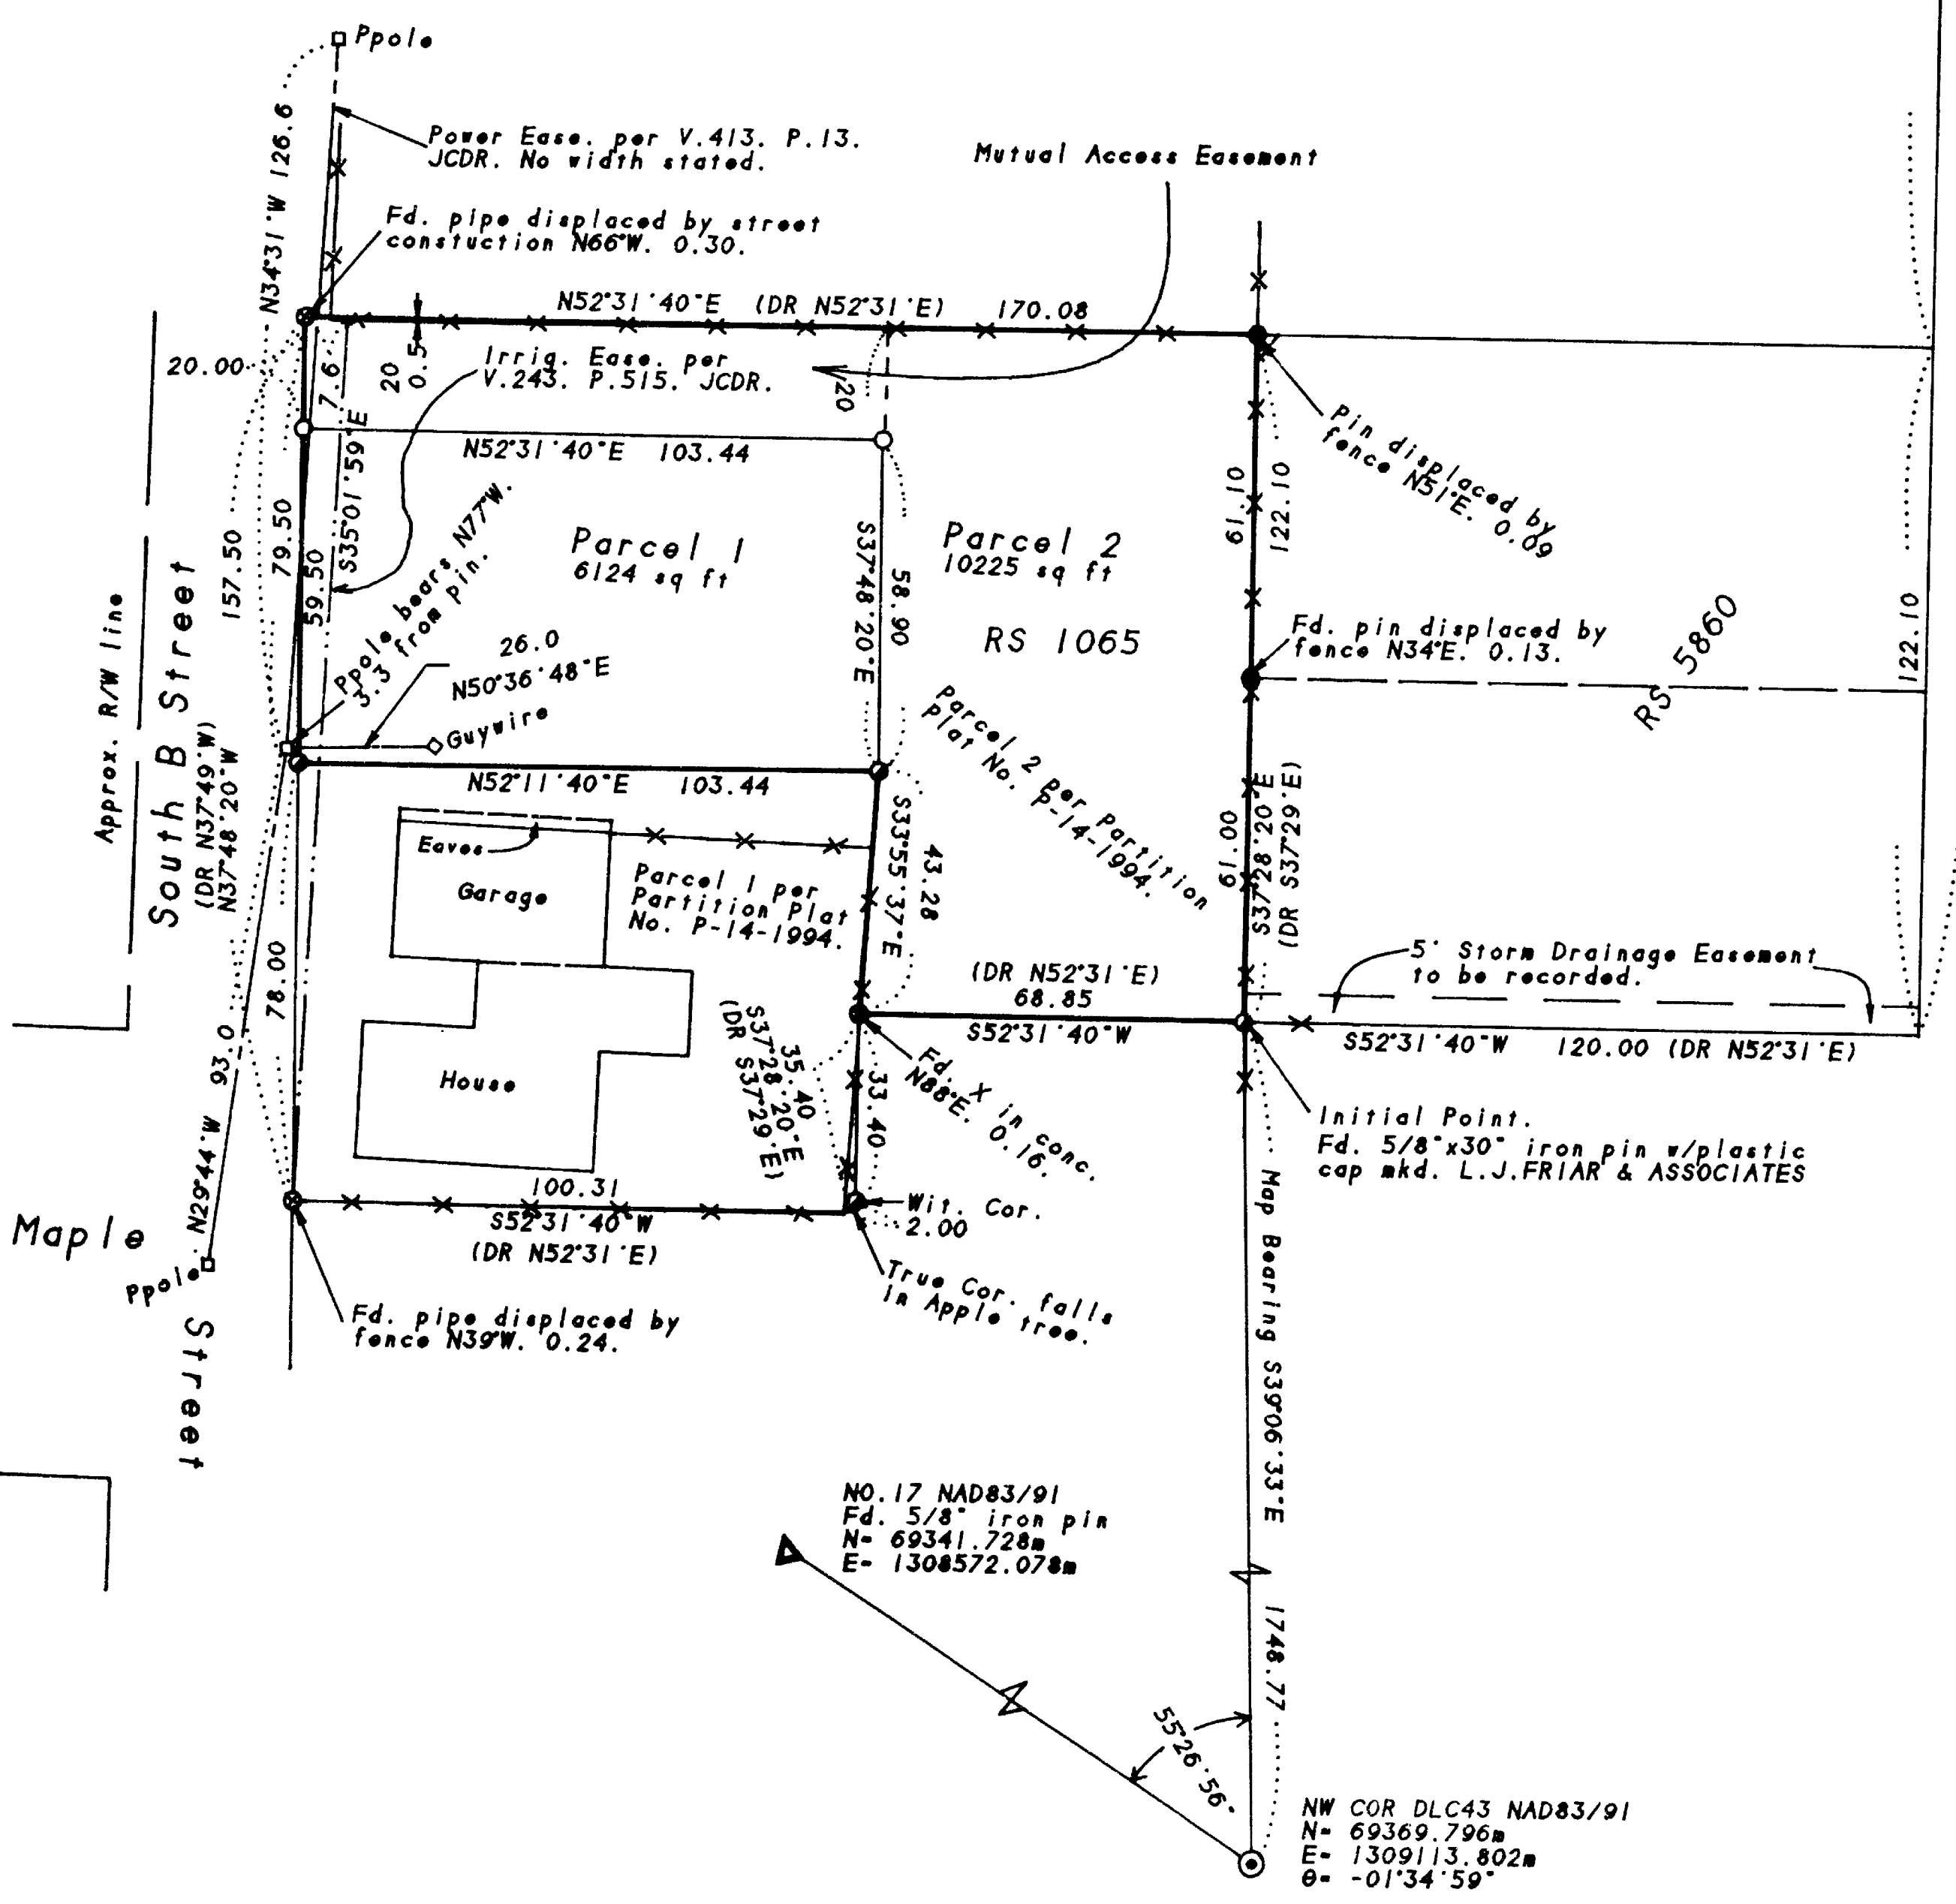 Ppole
N34°31'W 126.6
Power Ease. per V.413. P.13.
JCDR. No width stated.
Mutual Access Easement
Fd. pipe displaced by street
constuction N66°W. 0.30.
N52°31'40"E (DR N52°31'E) 170.08
20.00
7.6
20
0.5
Irrig. Ease. per
V.243. P.515. JCDR.
20
N52°31'40"E 103.44
S35°01'59"E
Pin displaced by
fence N51°E. 0.09
157.50
79.50
59.50
Parcel 1
6124 sq ft
S37°48'20"E
58.90
Parcel 2
10225 sq ft
RS 1065
61.10
122.10
Fd. pin displaced by
fence N34°E. 0.13.
RS 5860
122.10
Approx. R/W line
South B Street
(DR N37°49'W)
N37°48'20"W
Ppole bears N77°W.
3.3 from pin.
26.0
N50°36'48"E
Guywire
N52°11'40"E 103.44
Parcel 2 per Partition
Plat No. P-14-1994.
61.00
S37°28'20"E
(DR S37°29'E)
Eaves
Garage
Parcel 1 per
Partition Plat
No. P-14-1994.
S33°55'37"E
43.28
78.00
93.0
N29°44'W
(DR N52°31'E)
68.85
S52°31'40"W
5' Storm Drainage Easement
to be recorded.
S52°31'40"W 120.00 (DR N52°31'E)
House
35.40
S37°28'20"E
(DR S37°29'E)
33.40
Fd. X in conc.
N88°E. 0.16.
Initial Point.
Fd. 5/8"x30" iron pin w/plastic
cap mkd. L.J.FRIAR & ASSOCIATES
100.31
S52°31'40"W
(DR N52°31'E)
Wit. Cor.
2.00
True Cor. falls
in Apple tree.
Maple Street
Ppole
Fd. pipe displaced by
fence N39°W. 0.24.
Map Bearing S39°06'33"E
1748.77
NO.17 NAD83/91
Fd. 5/8" iron pin
N= 69341.728m
E= 1308572.078m
55°26'56"
NW COR DLC43 NAD83/91
N= 69369.796m
E= 1309113.802m
θ= -01°34'59"